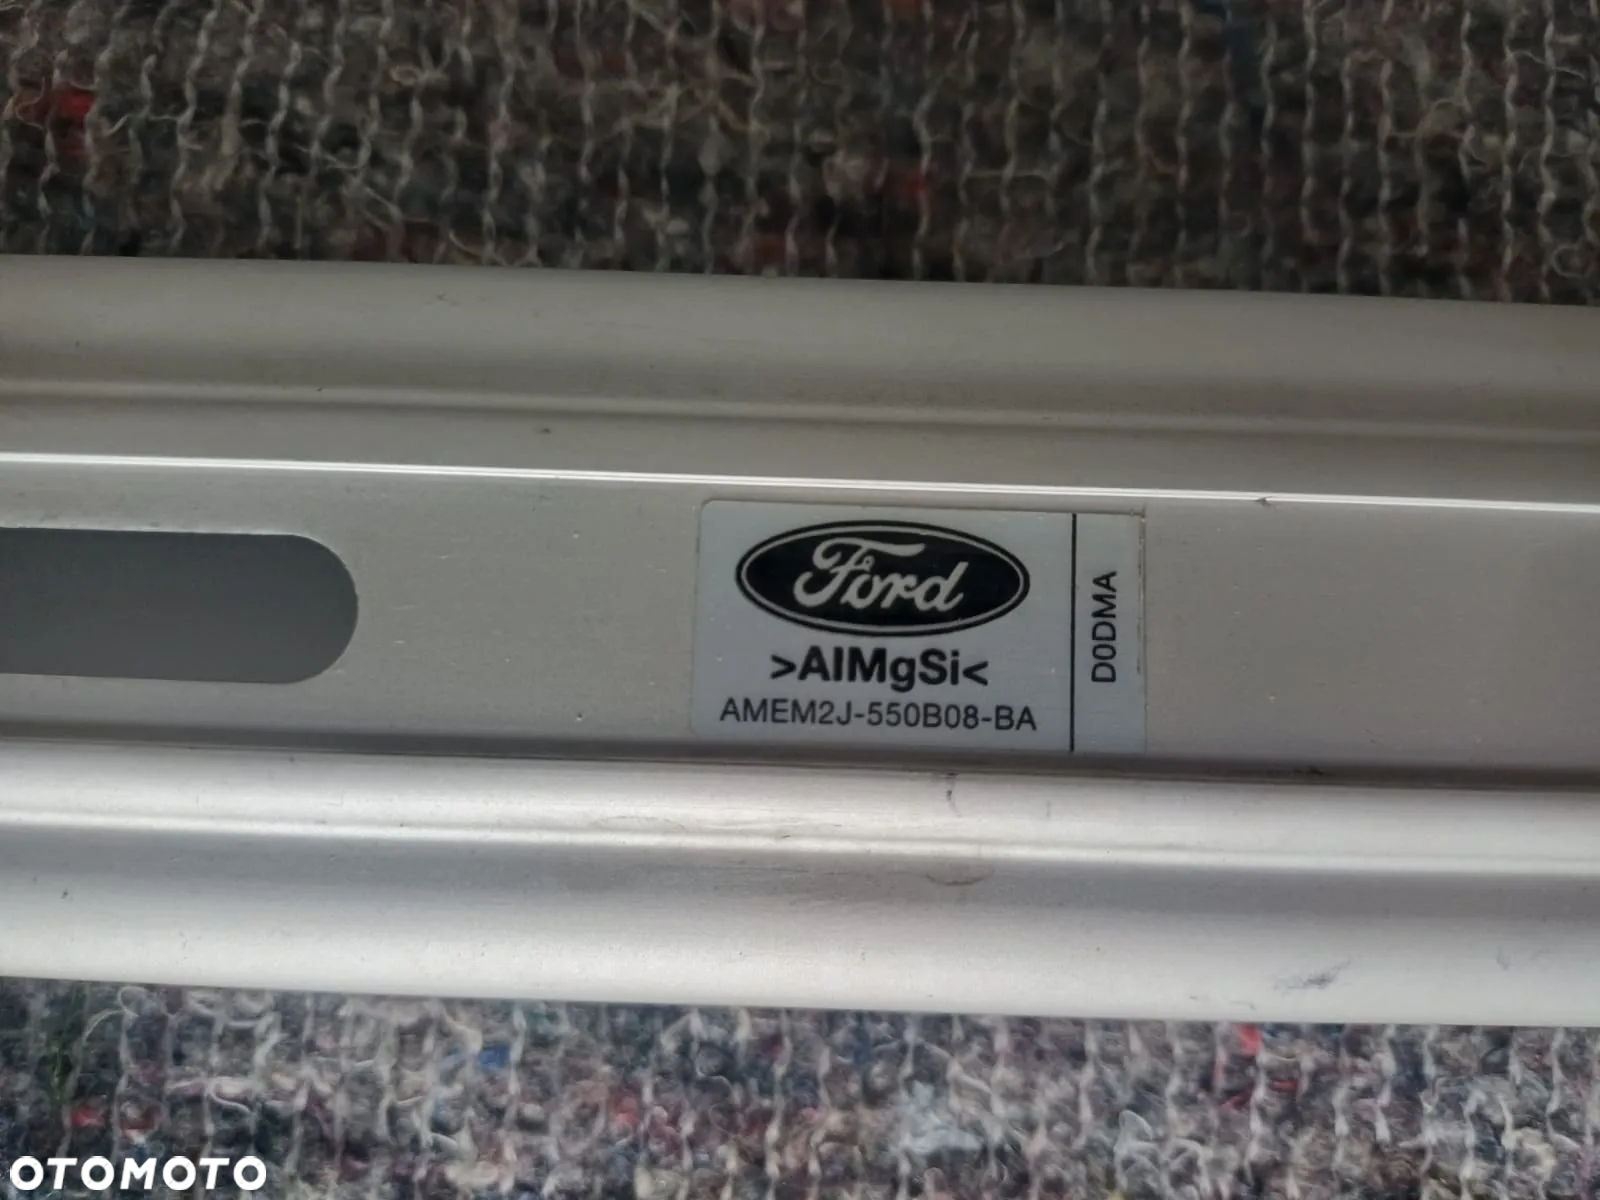 Ford
>AlMgSi<
AMEM2J-550B08-BA
D0DMA
OTOMOTO